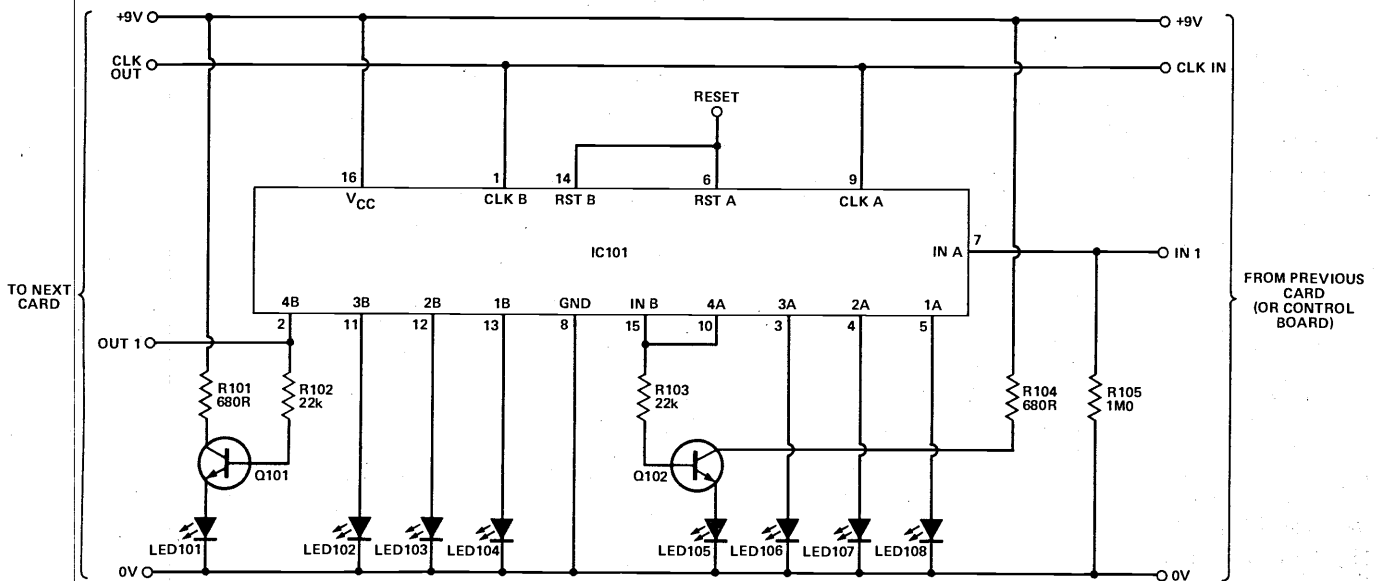 +9V
+9V
CLK
OUT
CLK IN
RESET
16
1
14
6
9
VCC
CLK B
RST B
RST A
CLK A
7
IC101
IN A
IN 1
TO NEXT
CARD
FROM PREVIOUS
CARD
(OR CONTROL
BOARD)
4B
3B
2B
1B
GND
IN B
4A
3A
2A
1A
2
11
12
13
8
15
10
3
4
5
OUT 1
R101
680R
R102
22k
R103
22k
R104
680R
R105
1M0
Q101
Q102
LED101
LED102
LED103
LED104
LED105
LED106
LED107
LED108
0V
0V